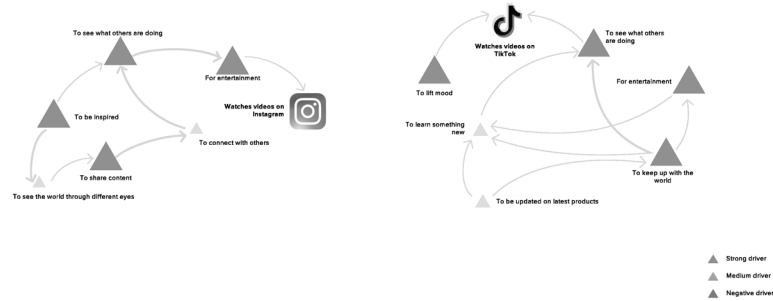 To see what others are doing
For entertainment
Watches videos on
Instagram
To be inspired
To connect with others
To share content
To see the world through different eyes
Watches videos on
TikTok
To see what others
are doing
To lift mood
For entertainment
To learn something
new
To keep up with the
world
To be updated on latest products
Strong driver
Medium driver
Negative driver